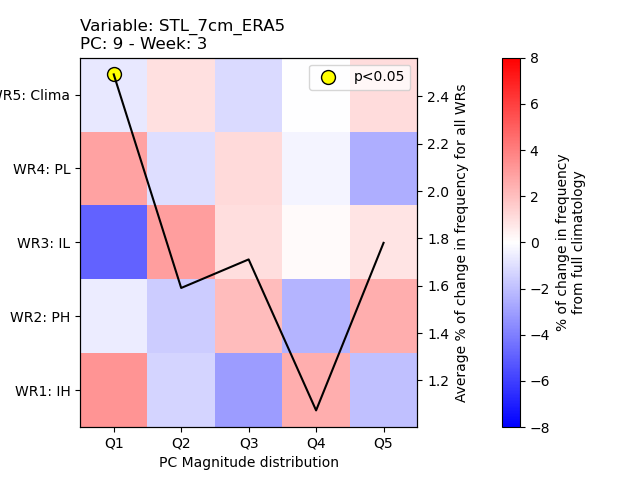 Variable: STL_7cm_ERA5
PC: 9 - Week: 3
p<0.05
WR5: Clima
WR4: PL
WR3: IL
WR2: PH
WR1: IH
Q1 Q2 Q3 Q4 Q5
PC Magnitude distribution
2.4
2.2
2.0
1.8
1.6
1.4
1.2
Average % of change in frequency for all WRs
8
6
4
2
0
−2
−4
−6
−8
% of change in frequency
from full climatology